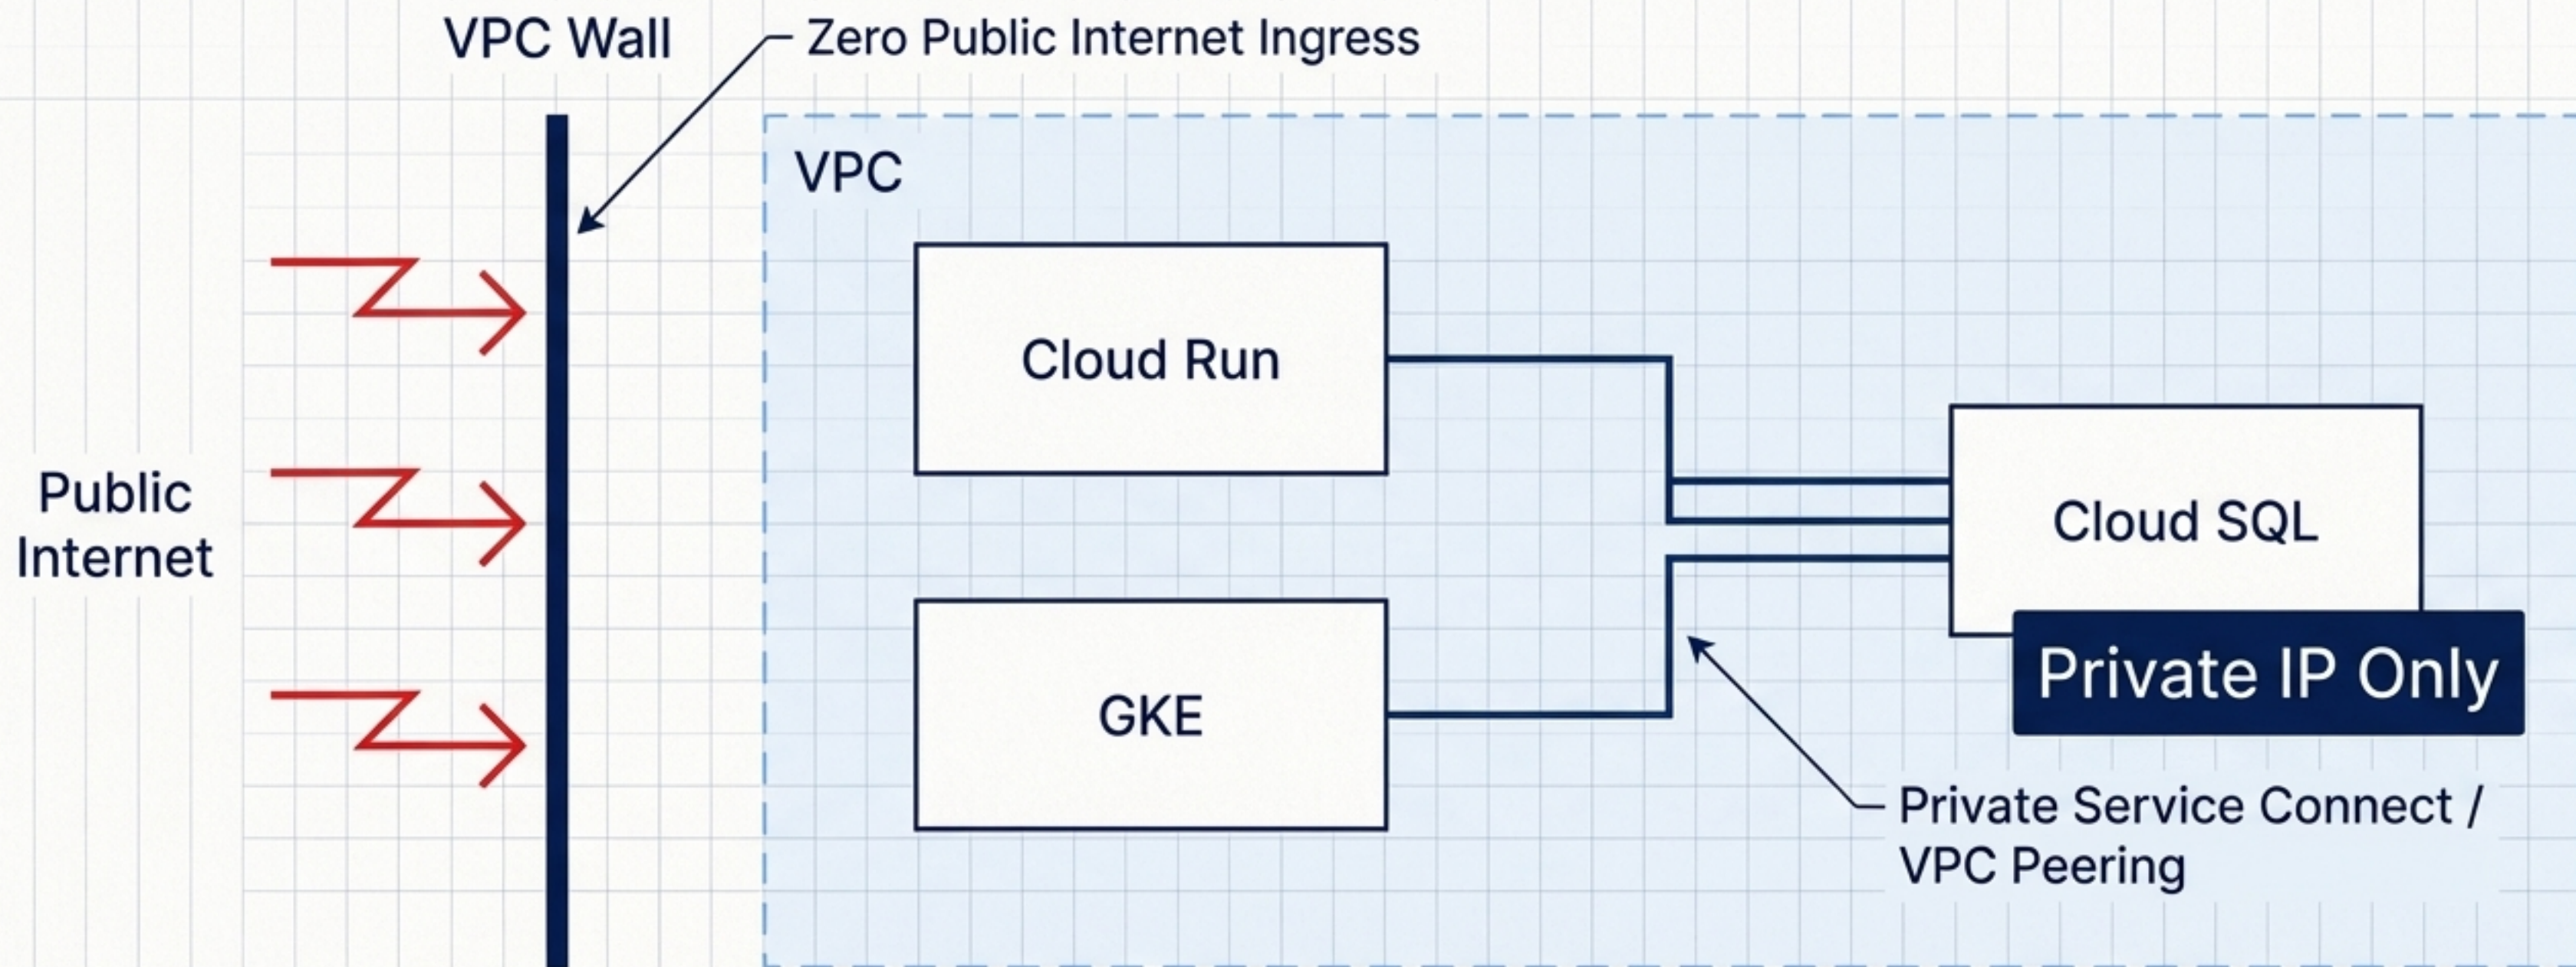 VPC Wall
Zero Public Internet Ingress
VPC
Cloud Run
Public
Internet
Cloud SQL
Private IP Only
GKE
Private Service Connect /
VPC Peering